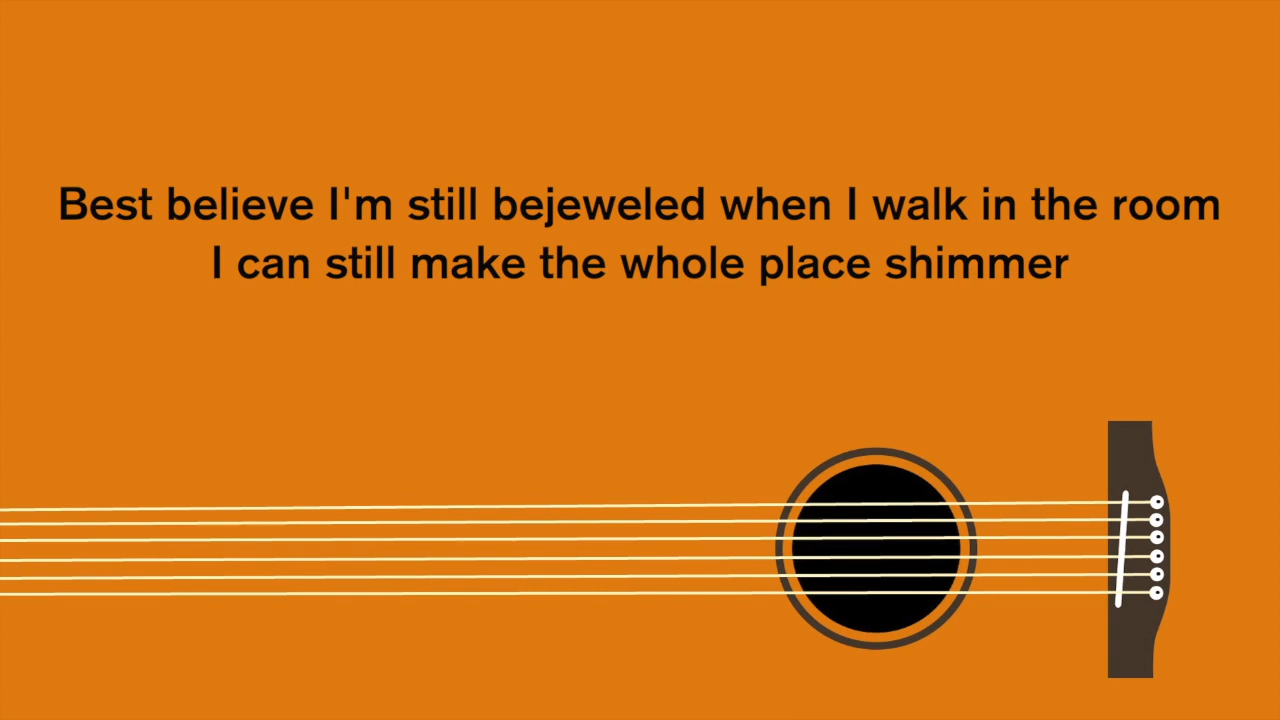 Best believe I'm still bejeweled when I walk in the room
I can still make the whole place shimmer